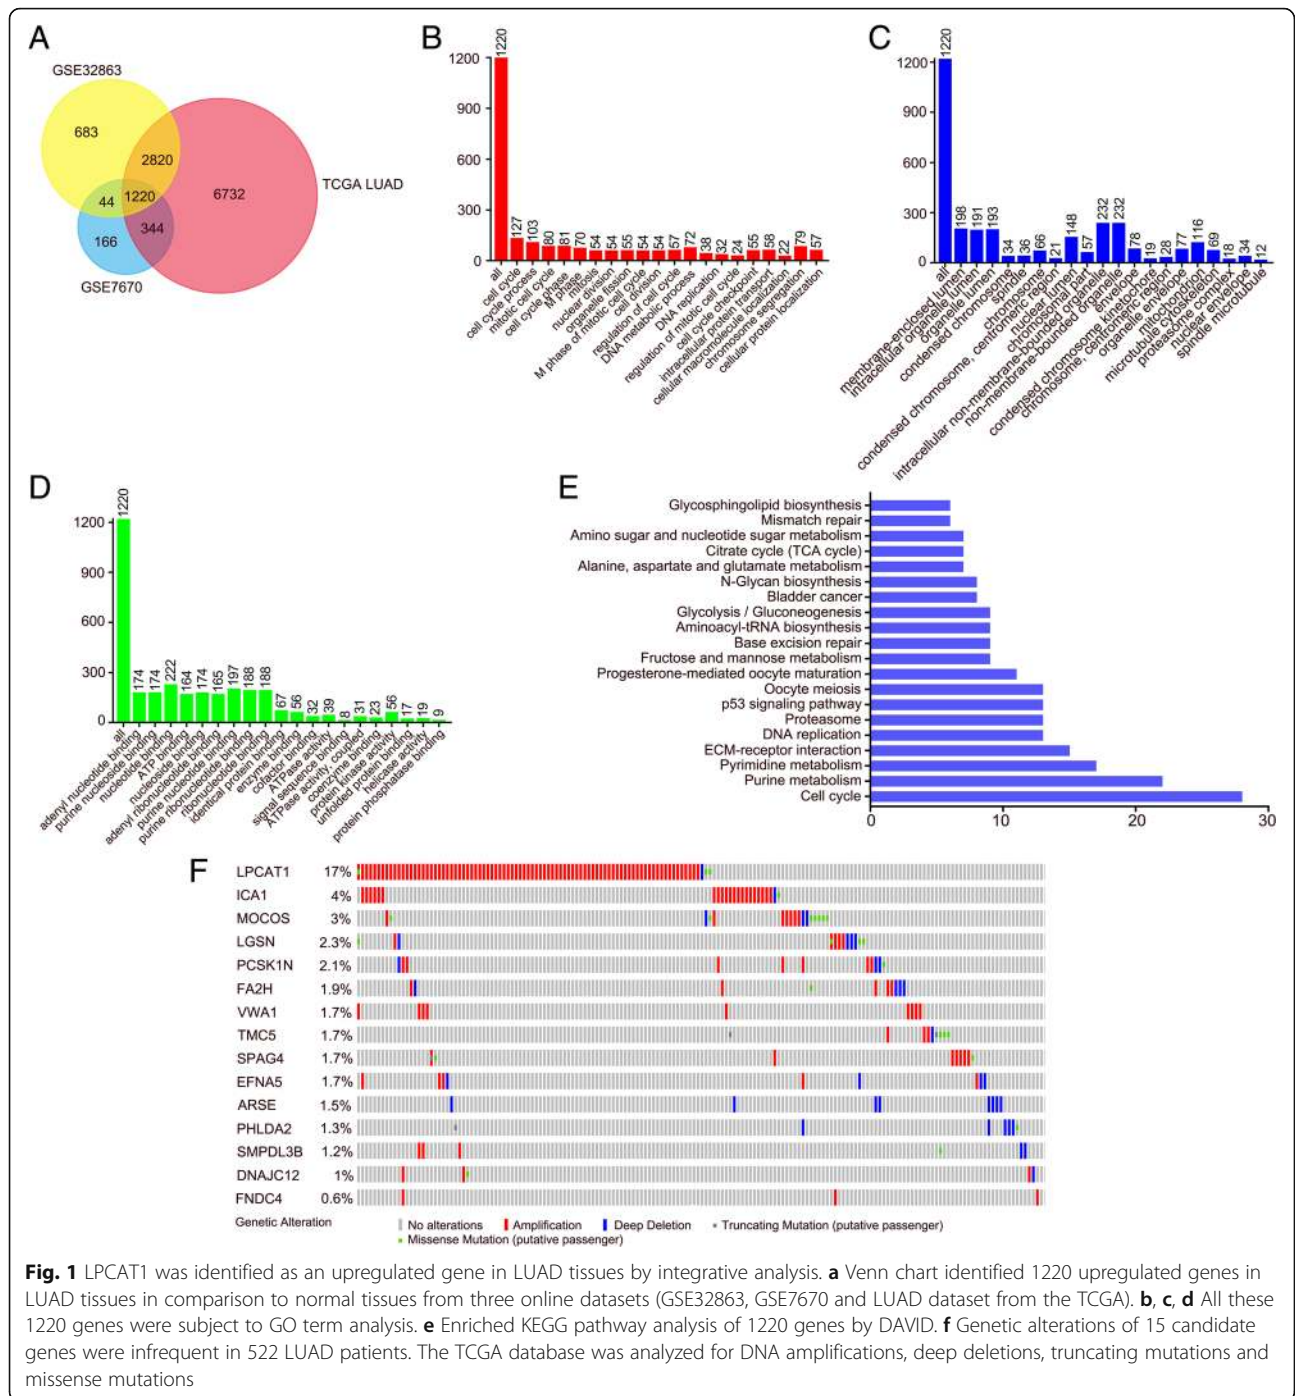 A
GSE32863
683
2820
44
1220
6732
TCGA LUAD
166
344
GSE7670
B
1200
900
600
300
0
1220
127
103
80
81
70
54
54
55
54
54
57
72
38
32
24
55
58
22
79
57
all
cell cycle
cell cycle process
mitotic cell cycle
cell cycle phase
M phase
mitosis
nuclear division
organelle fission
M phase of mitotic cell cycle
cell division
regulation of cell cycle
DNA metabolic process
DNA replication
regulation of mitotic cell cycle
cell cycle checkpoint
intracellular protein transport
cellular macromolecule localization
chromosome segregation
cellular protein localization
C
1200
900
600
300
0
1220
198
191
193
34
36
66
21
148
57
232
232
78
19
28
77
116
69
18
34
12
all
membrane-enclosed lumen
intracellular organelle lumen
organelle lumen
condensed chromosome
spindle
chromosome
condensed chromosome, centromeric region
nuclear lumen
chromosomal part
intracellular non-membrane-bounded organelle
non-membrane-bounded organelle
envelope
condensed chromosome kinetochore
chromosome, centromeric region
organelle envelope
mitochondrion
microtubule cytoskeleton
proteasome complex
nuclear envelope
spindle microtubule
D
1200
900
600
300
0
1220
174
174
222
164
174
165
197
188
188
67
56
32
39
8
31
23
56
17
19
9
all
adenyl nucleotide binding
purine nucleoside binding
nucleotide binding
ATP binding
nucleoside binding
adenyl ribonucleotide binding
purine nucleotide binding
purine ribonucleotide binding
ribonucleotide binding
identical protein binding
enzyme binding
cofactor binding
ATPase activity
signal sequence binding
ATPase activity, coupled
coenzyme binding
protein kinase activity
unfolded protein binding
helicase activity
protein phosphatase binding
E
Glycosphingolipid biosynthesis
Mismatch repair
Amino sugar and nucleotide sugar metabolism
Citrate cycle (TCA cycle)
Alanine, aspartate and glutamate metabolism
N-Glycan biosynthesis
Bladder cancer
Glycolysis / Gluconeogenesis
Aminoacyl-tRNA biosynthesis
Base excision repair
Fructose and mannose metabolism
Progesterone-mediated oocyte maturation
Oocyte meiosis
p53 signaling pathway
Proteasome
DNA replication
ECM-receptor interaction
Pyrimidine metabolism
Purine metabolism
Cell cycle
0 10 20 30
F
LPCAT1 17%
ICA1 4%
MOCOS 3%
LGSN 2.3%
PCSK1N 2.1%
FA2H 1.9%
VWA1 1.7%
TMC5 1.7%
SPAG4 1.7%
EFNA5 1.7%
ARSE 1.5%
PHLDA2 1.3%
SMPDL3B 1.2%
DNAJC12 1%
FNDC4 0.6%
Genetic Alteration No alterations Amplification Deep Deletion Truncating Mutation (putative passenger)
Missense Mutation (putative passenger)
Fig. 1 LPCAT1 was identified as an upregulated gene in LUAD tissues by integrative analysis. a Venn chart identified 1220 upregulated genes in
LUAD tissues in comparison to normal tissues from three online datasets (GSE32863, GSE7670 and LUAD dataset from the TCGA). b, c, d All these
1220 genes were subject to GO term analysis. e Enriched KEGG pathway analysis of 1220 genes by DAVID. f Genetic alterations of 15 candidate
genes were infrequent in 522 LUAD patients. The TCGA database was analyzed for DNA amplifications, deep deletions, truncating mutations and
missense mutations